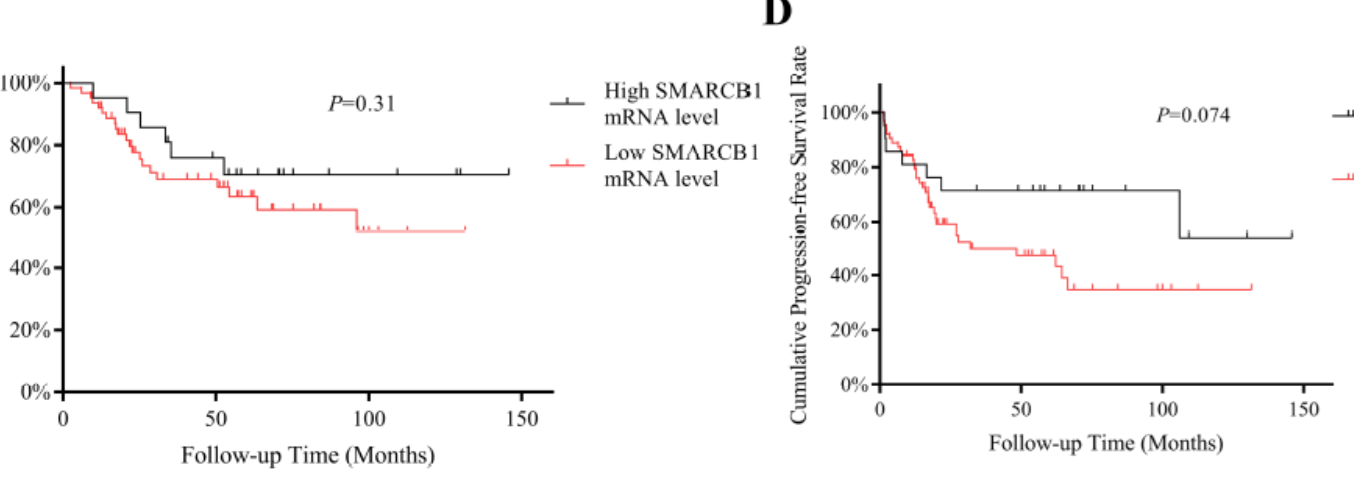 D
100%
80%
60%
40%
20%
0%
0
50
100
150
Follow-up Time (Months)
P=0.31
High SMARCB1
mRNA level
Low SMARCB1
mRNA level
Cumulative Progression-free Survival Rate
100%
80%
60%
40%
20%
0%
0
50
100
150
Follow-up Time (Months)
P=0.074